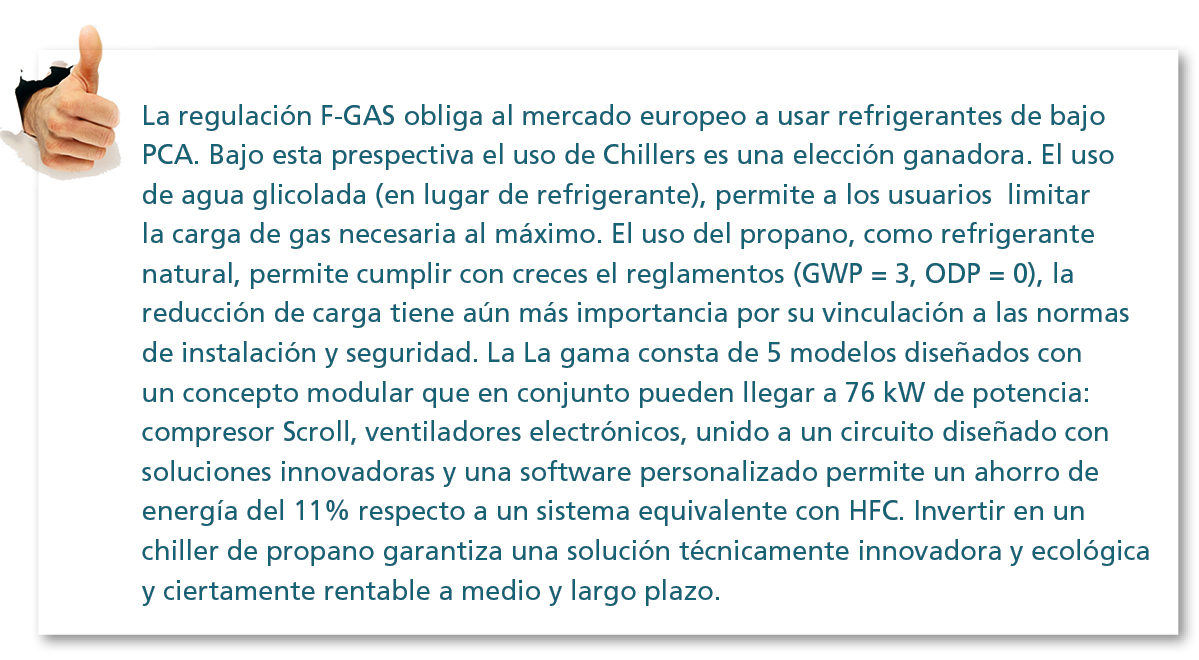 La regulación F-GAS obliga al mercado europeo a usar refrigerantes de bajo
PCA. Bajo esta prespectiva el uso de Chillers es una elección ganadora. El uso
de agua glicolada (en lugar de refrigerante), permite a los usuarios  limitar
la carga de gas necesaria al máximo. El uso del propano, como refrigerante
natural, permite cumplir con creces el reglamentos (GWP = 3, ODP = 0), la
reducción de carga tiene aún más importancia por su vinculación a las normas
de instalación y seguridad. La La gama consta de 5 modelos diseñados con
un concepto modular que en conjunto pueden llegar a 76 kW de potencia:
compresor Scroll, ventiladores electrónicos, unido a un circuito diseñado con
soluciones innovadoras y una software personalizado permite un ahorro de
energía del 11% respecto a un sistema equivalente con HFC. Invertir en un
chiller de propano garantiza una solución técnicamente innovadora y ecológica
y ciertamente rentable a medio y largo plazo.